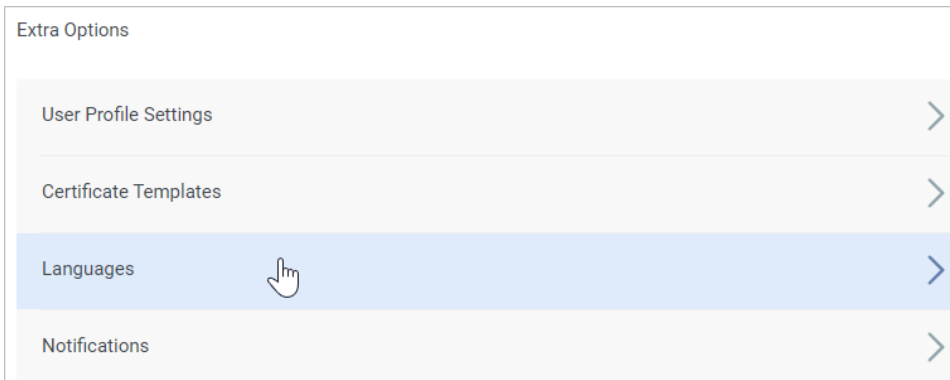 Extra Options
User Profile Settings
Certificate Templates
Languages
Notifications